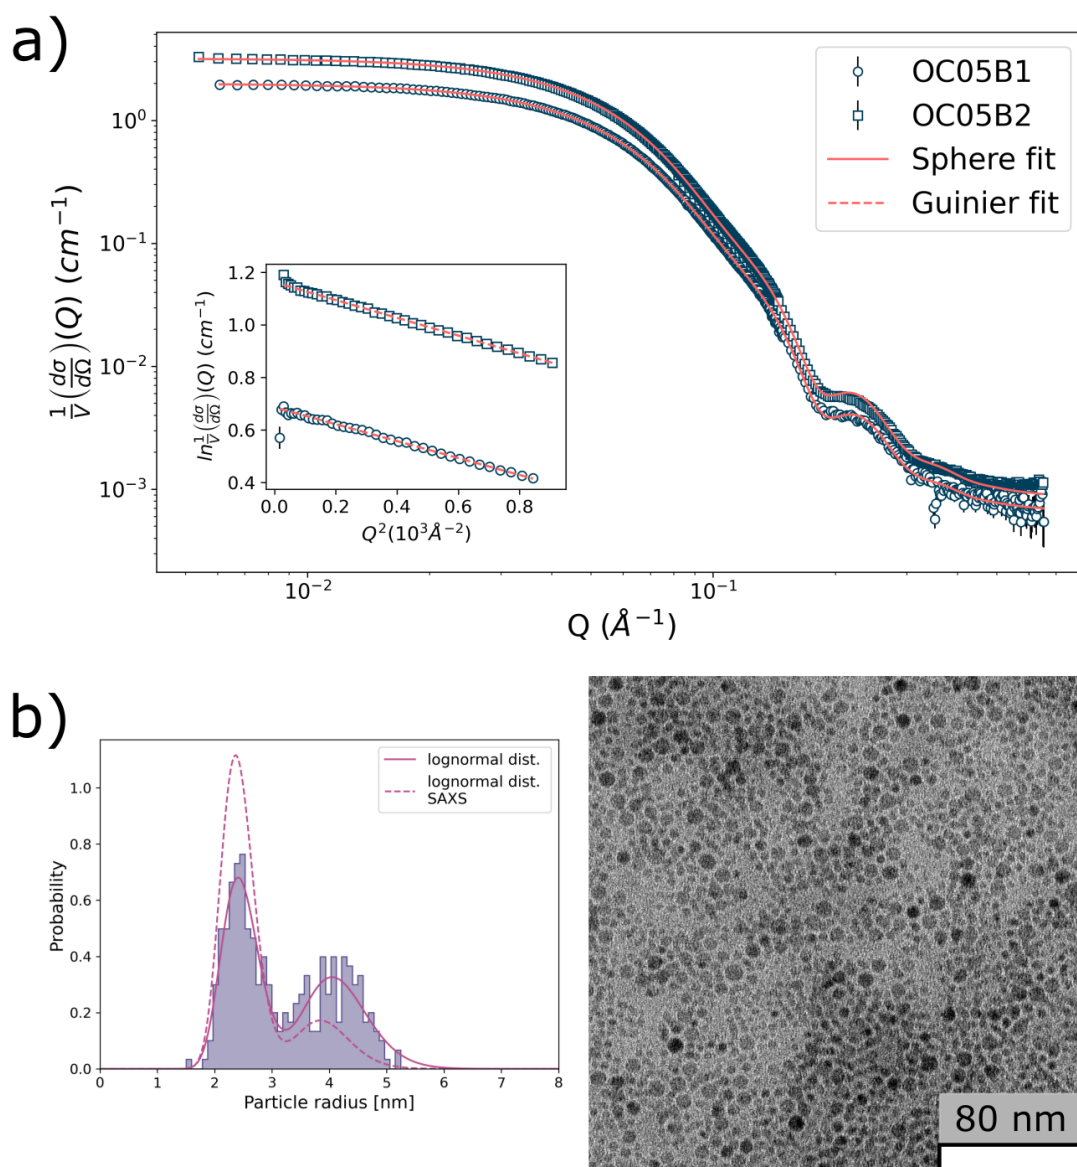 a)
OC05B1
OC05B2
Sphere fit
Guinier fit
10⁰
10⁻¹
10⁻²
10⁻³
1/V (dσ/dΩ)(Q) (cm⁻¹)
1.2
1.0
0.8
0.6
0.4
ln 1/V (dσ/dΩ)(Q) (cm⁻¹)
0.0 0.2 0.4 0.6 0.8
Q²(10³Å⁻²)
10⁻² 10⁻¹
Q (Å⁻¹)
b)
lognormal dist.
lognormal dist.
SAXS
1.0
0.8
0.6
0.4
0.2
0.0
Probability
0 1 2 3 4 5 6 7 8
Particle radius [nm]
80 nm